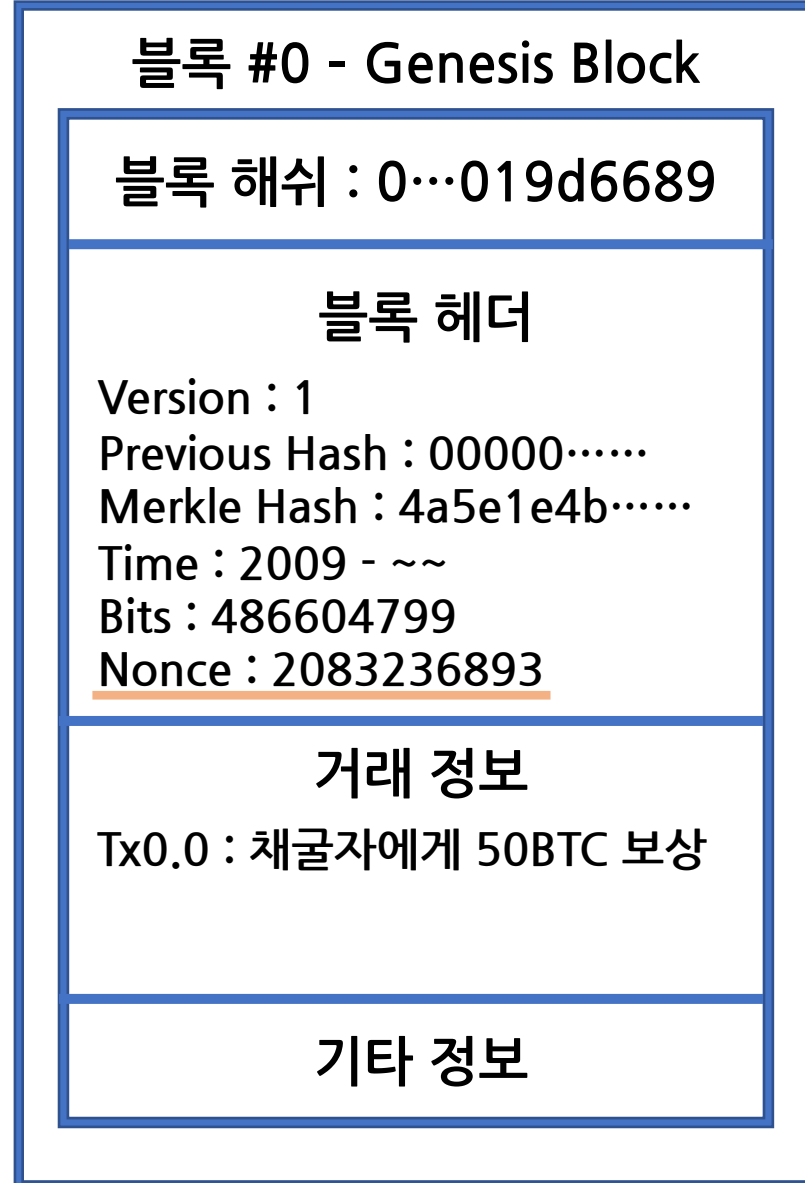 블록 #0 - Genesis Block
블록 해쉬 : 0…019d6689
블록 헤더
Version : 1
Previous Hash : 00000……
Merkle Hash : 4a5e1e4b……
Time : 2009 - ~~
Bits : 486604799
Nonce : 2083236893
거래 정보
Tx0.0 : 채굴자에게 50BTC 보상
기타 정보